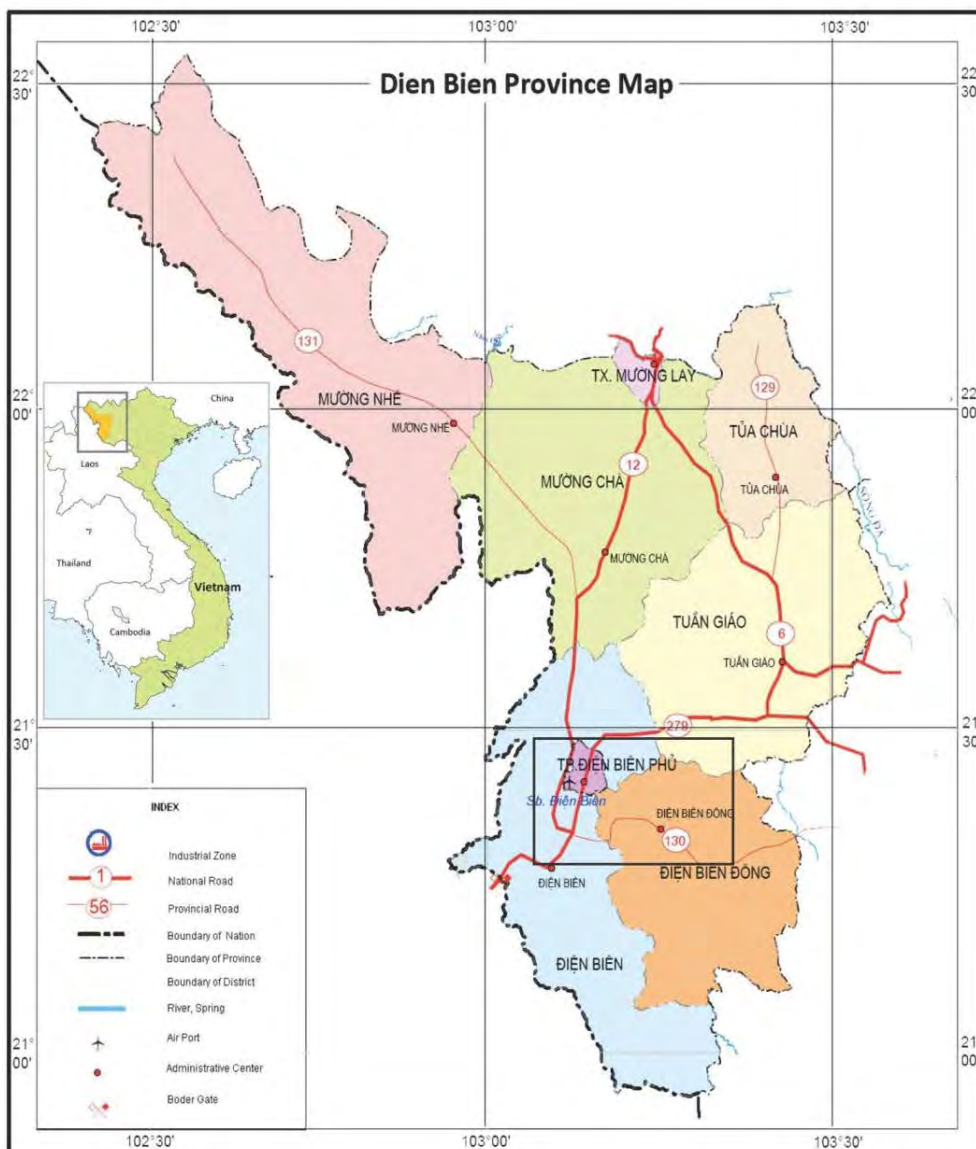 102°30'
103°00'
103°30'
Dien Bien Province Map
22°
30'
22°
30'
131
TX. MƯỜNG LAY
129
22°
00'
MƯỜNG NHÉ
22°
00'
MƯỜNG NHÉ
TỦA CHÙA
China
Laos
12
MƯỜNG CHÀ
TỦA CHÙA
SÔNG ĐÀ
MƯỜNG CHÀ
Thailand
Vietnam
TUẦN GIÁO
Cambodia
6
TUẦN GIÁO
21°
30'
279
21°
30'
TP.ĐIỆN BIÊN PHỦ
Sb. Điện Biên
ĐIỆN BIÊN ĐÔNG
130
ĐIỆN BIÊN ĐÔNG
ĐIỆN BIÊN
ĐIỆN BIÊN
INDEX
Industrial Zone
1
National Road
56
Provincial Road
Boundary of Nation
Boundary of Province
Boundary of District
River, Spring
Air Port
Administrative Center
Boder Gate
21°
00'
21°
00'
102°30'
103°00'
103°30'